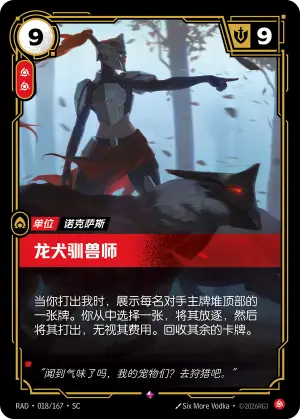 9
9
单位 诺克萨斯
龙犬驯兽师
当你打出我时，展示每名对手主牌堆顶部的
一张牌。你从中选择一张，将其放逐，然后
将其打出，无视其费用。回收其余的卡牌。
"闻到气味了吗，我的宠物们？去狩猎吧。"
RAD • 018/167 • SC
Six More Vodka • ©2026RGI